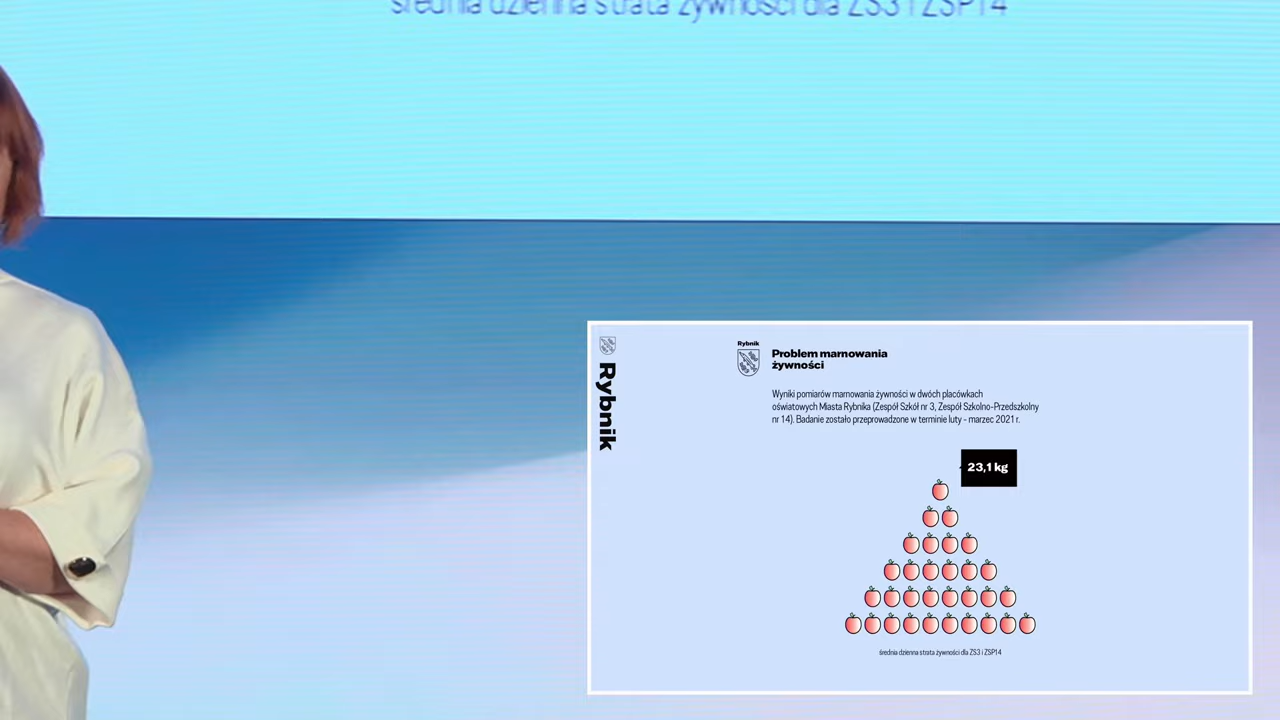 średnia dzienna strata żywności dla ZS3 i ZSP14
Rybnik
Rybnik
Problem marnowania
żywności
Wyniki pomiarów marnowania żywności w dwóch placówkach
oświatowych Miasta Rybnika (Zespół Szkół nr 3, Zespół Szkolno-Przedszkolny
nr 14). Badanie zostało przeprowadzone w terminie luty - marzec 2021 r.
23,1 kg
średnia dzienna strata żywności dla ZS3 i ZSP14